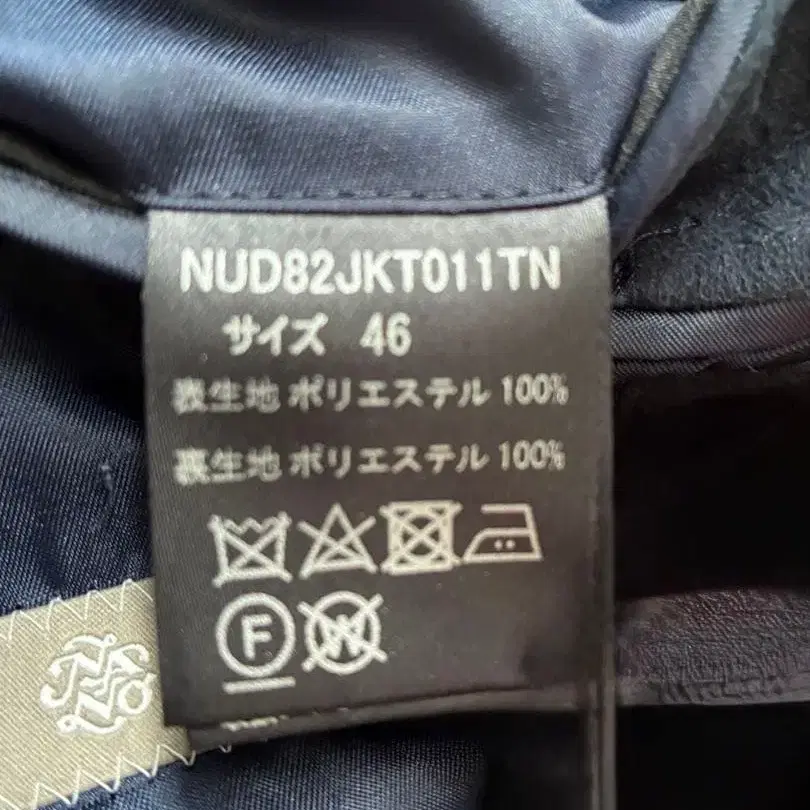 NUD82JKT011TN
サイズ 46
表生地 ポリエステル 100%
裏生地 ポリエステル 100%
F W